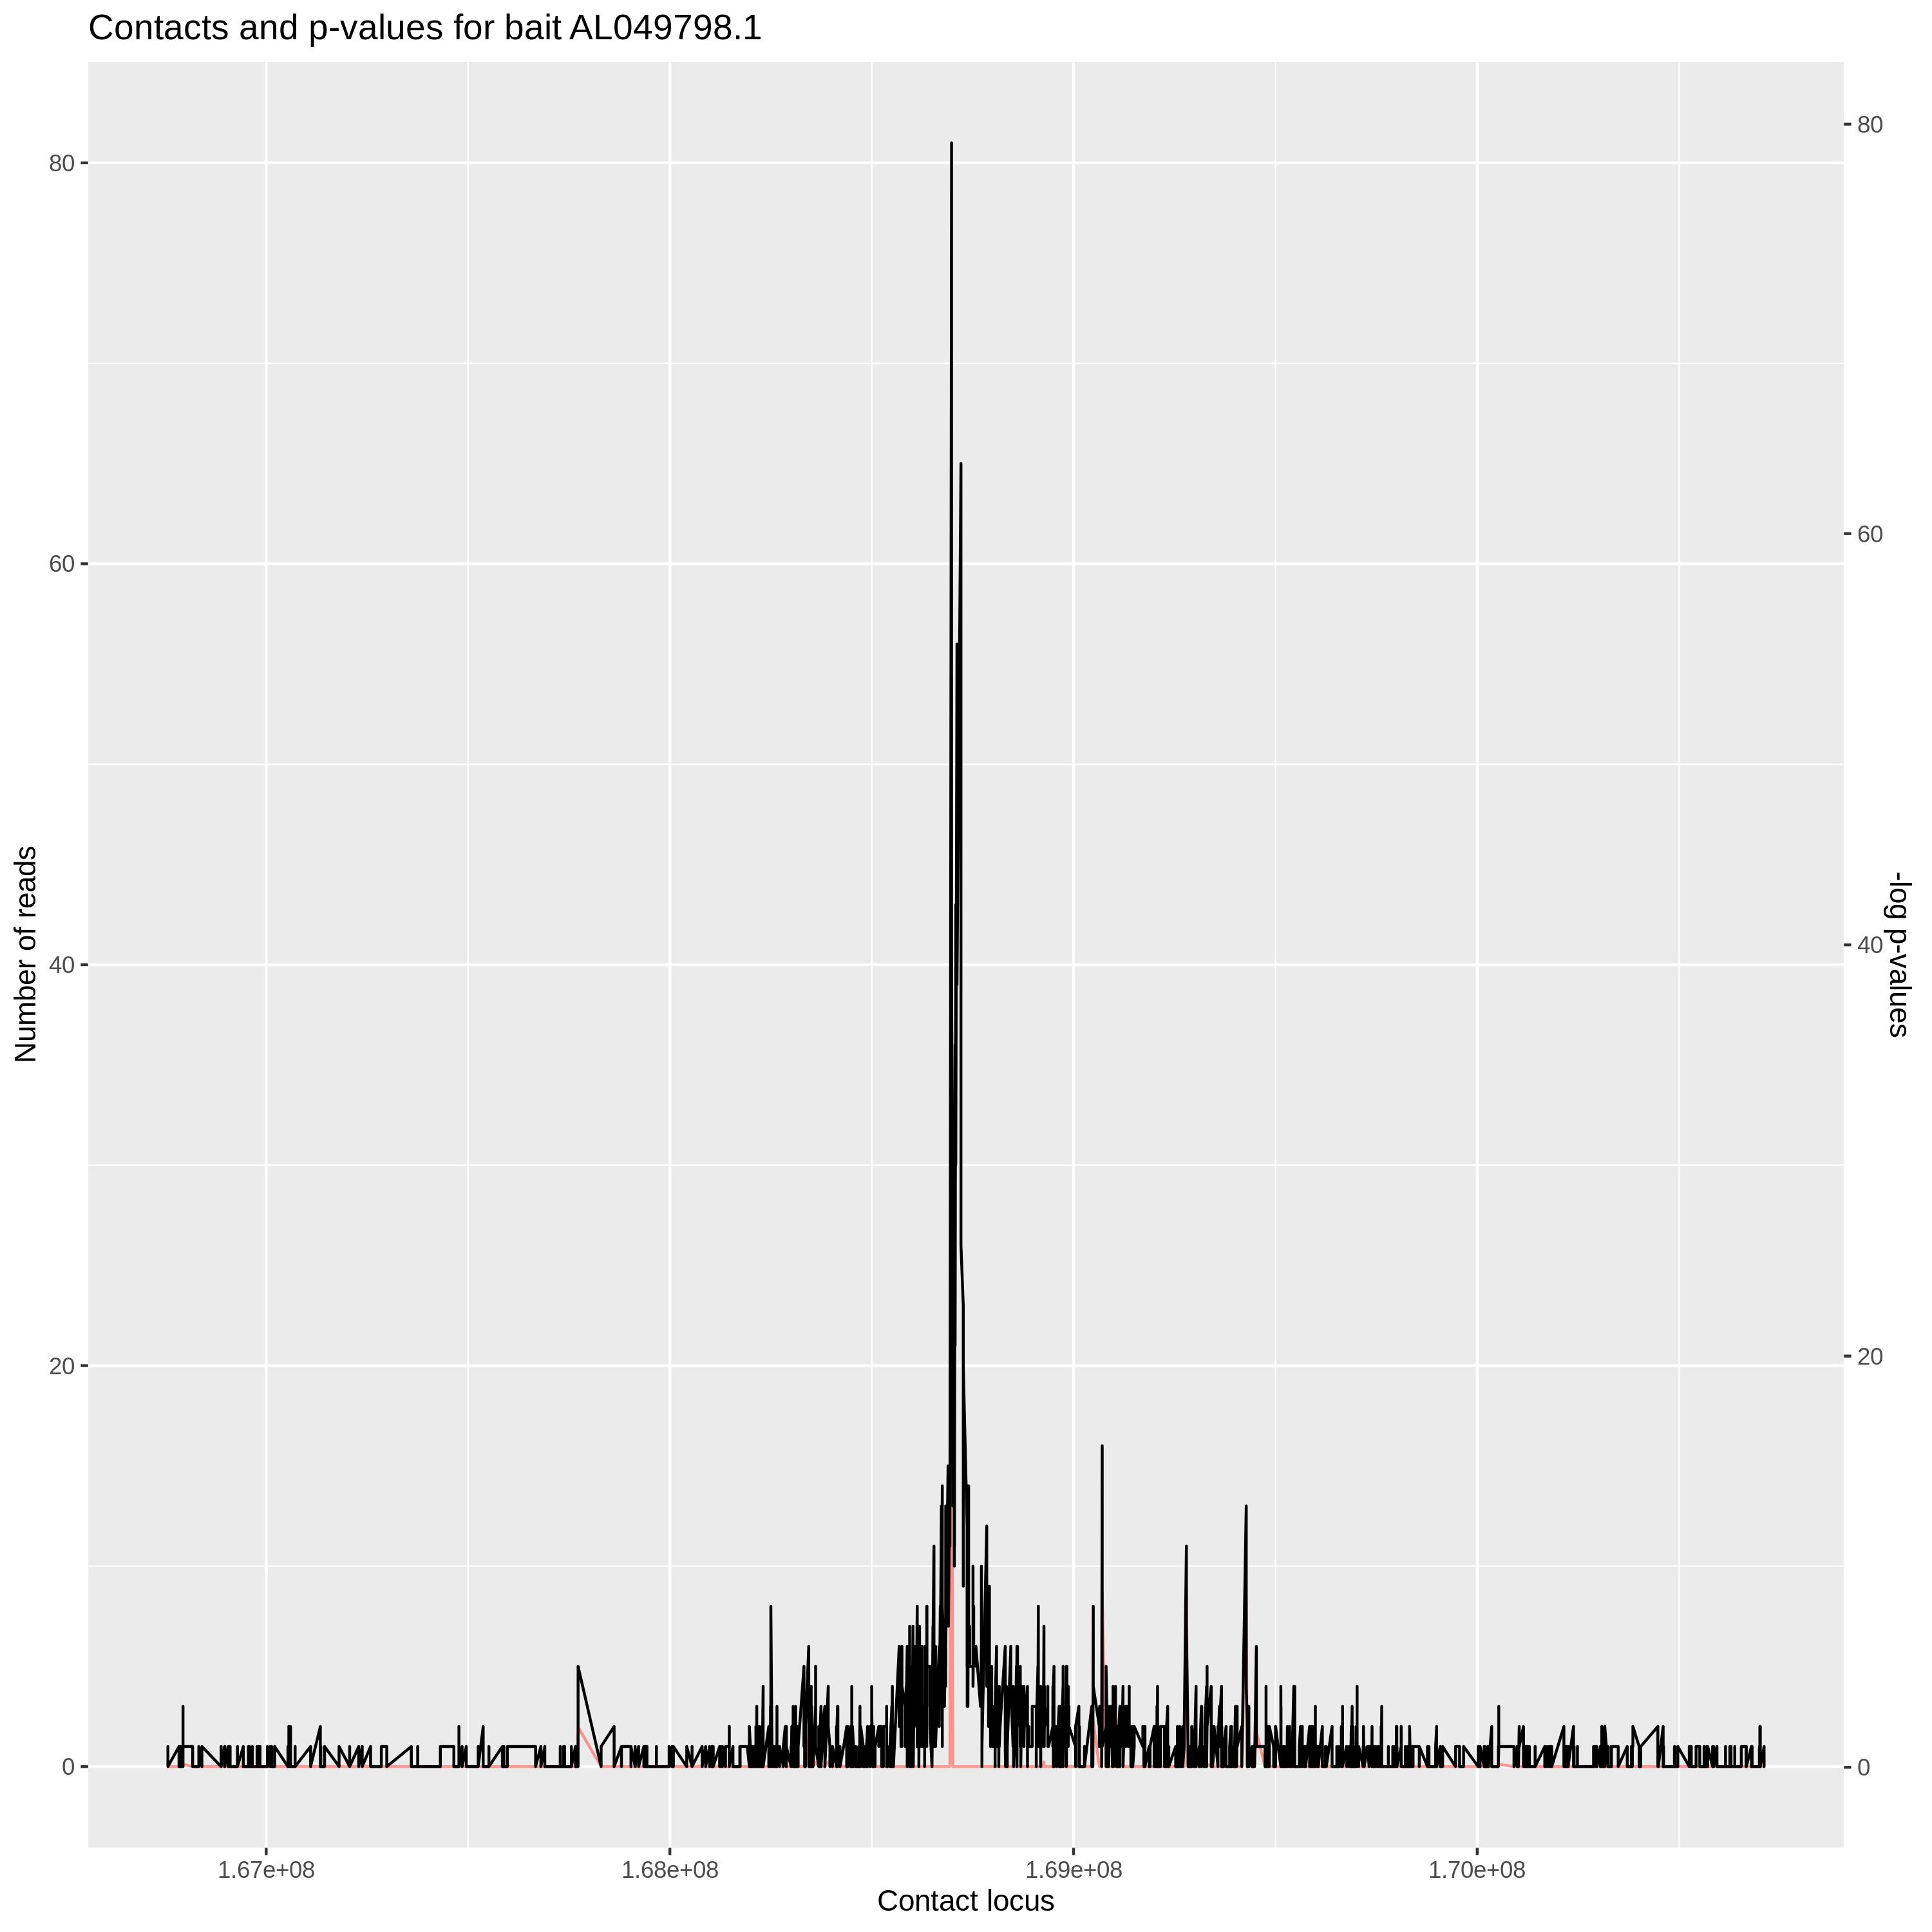 Contacts and p-values for bait AL049798.1
80
60
40
20
0
Number of reads
80
60
40
20
0
-log p-values
1.67e+08
1.68e+08
1.69e+08
1.70e+08
Contact locus